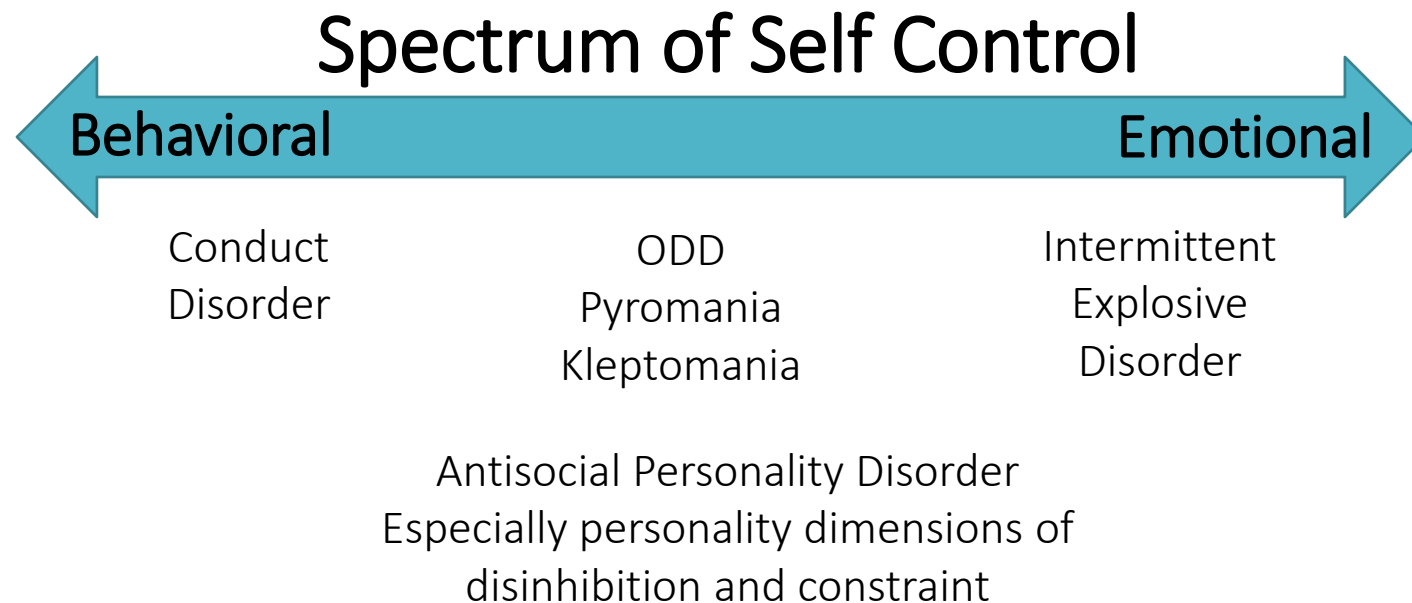 Spectrum of Self Control
Behavioral
Emotional
Conduct
Disorder
ODD
Pyromania
Kleptomania
Intermittent
Explosive
Disorder
Antisocial Personality Disorder
Especially personality dimensions of
disinhibition and constraint